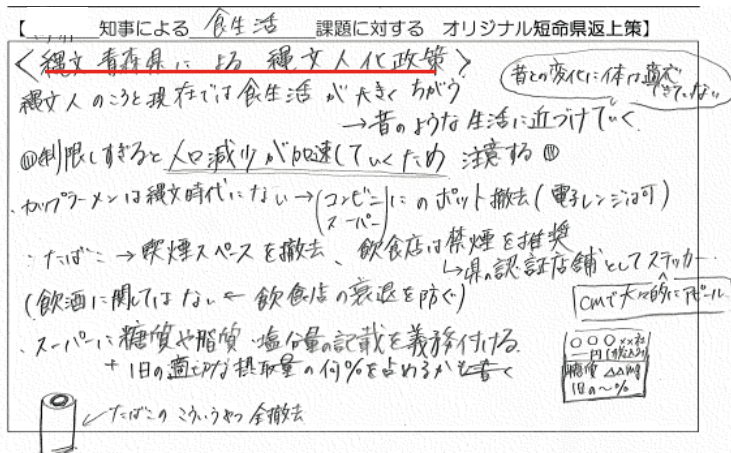 【 知事による 食生活 課題に対する オリジナル短命県返上策】
<縄文 青森県による 縄文人化政策>
昔との変化に体は適応できていない
縄文人のころと現在では食生活が大きくちがう
→昔のような生活に近づけていく
制限しすぎると人口減少が加速していくため 注意する
・カップラーメンは縄文時代にない→(コンビニ スーパー)にのポット撤去(電子レンジは可)
・たばこ→喫煙スペースを撤去、飲食店は禁煙を推奨
↳県の認証店舗としてステッカー
(飲酒に関してはない ← 飲食店の衰退を防ぐ)
CMで大々的にアピール
・スーパーに糖質や脂質・塩分量の記載を義務付ける
+1日の適切な摂取量の何%を占めるかも書く
○○○××社
一円(税込み)
糖質 △△mg
1日の~%
←たばこのこういうやつ全撤去